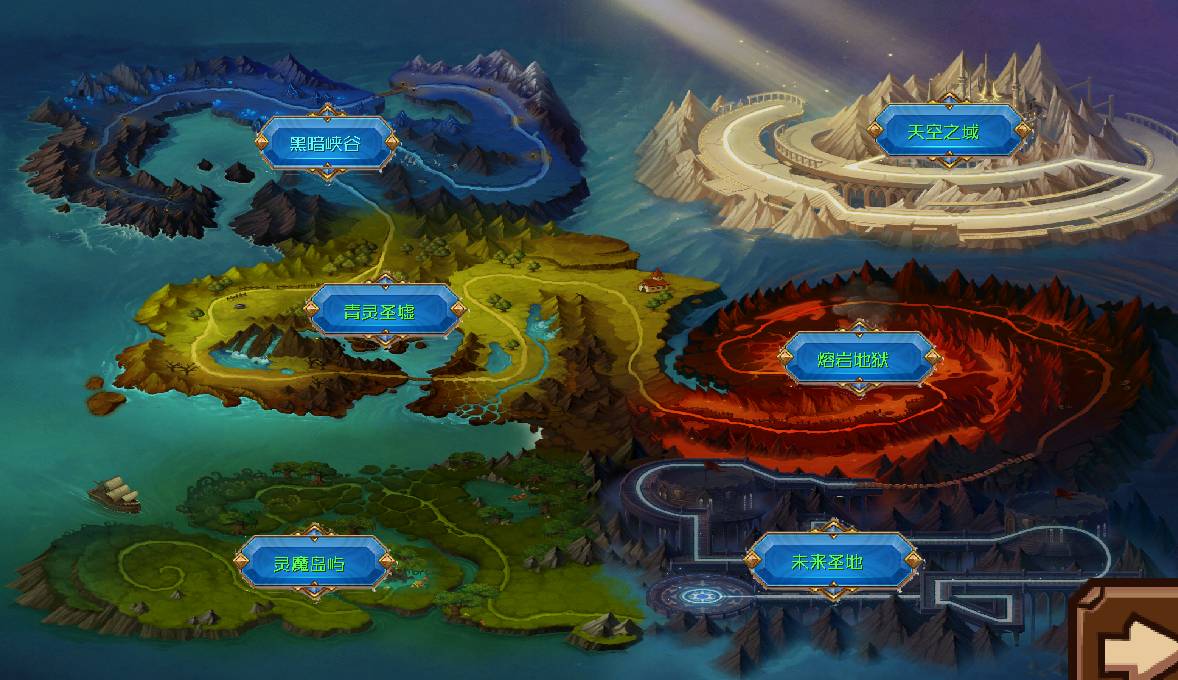 黑暗峡谷
天空之域
青灵圣墟
熔岩地狱
灵魔岛屿
未来圣地